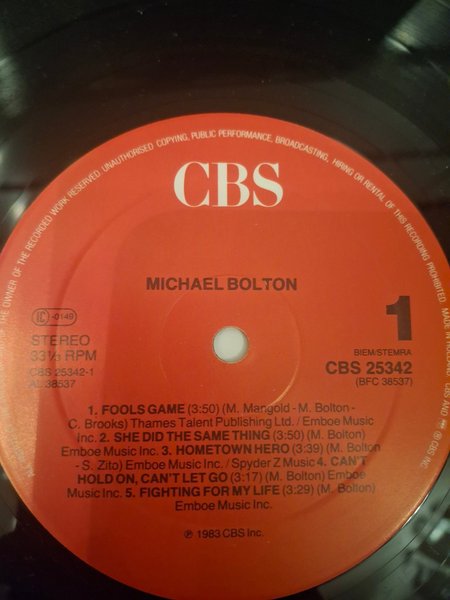 THE OWNER OF THE RECORDED WORK RESERVED. UNAUTHORISED COPYING, PUBLIC PERFORMANCE, BROADCASTING, HIRING OR RENTAL OF THIS RECORDING PROHIBITED. MADE IN
CBS
MICHAEL BOLTON
1
-0149
STEREO
33⅓ RPM
CBS 25342-1
AL 38537
BIEM/STEMRA
CBS 25342
(BFC 38537)
1. FOOLS GAME (3:50) (M. Mangold - M. Bolton -
C. Brooks) Thames Talent Publishing Ltd. / Emboe Music
Inc. 2. SHE DID THE SAME THING (3:50) (M. Bolton)
Emboe Music Inc. 3. HOMETOWN HERO (3:39) (M. Bolton
- S. Zito) Emboe Music Inc. / Spyder Z Music 4. CAN'T
HOLD ON, CAN'T LET GO (3:17) (M. Bolton) Emboe
Music Inc. 5. FIGHTING FOR MY LIFE (3:29) (M. Bolton)
Emboe Music Inc.
℗ 1983 CBS Inc.